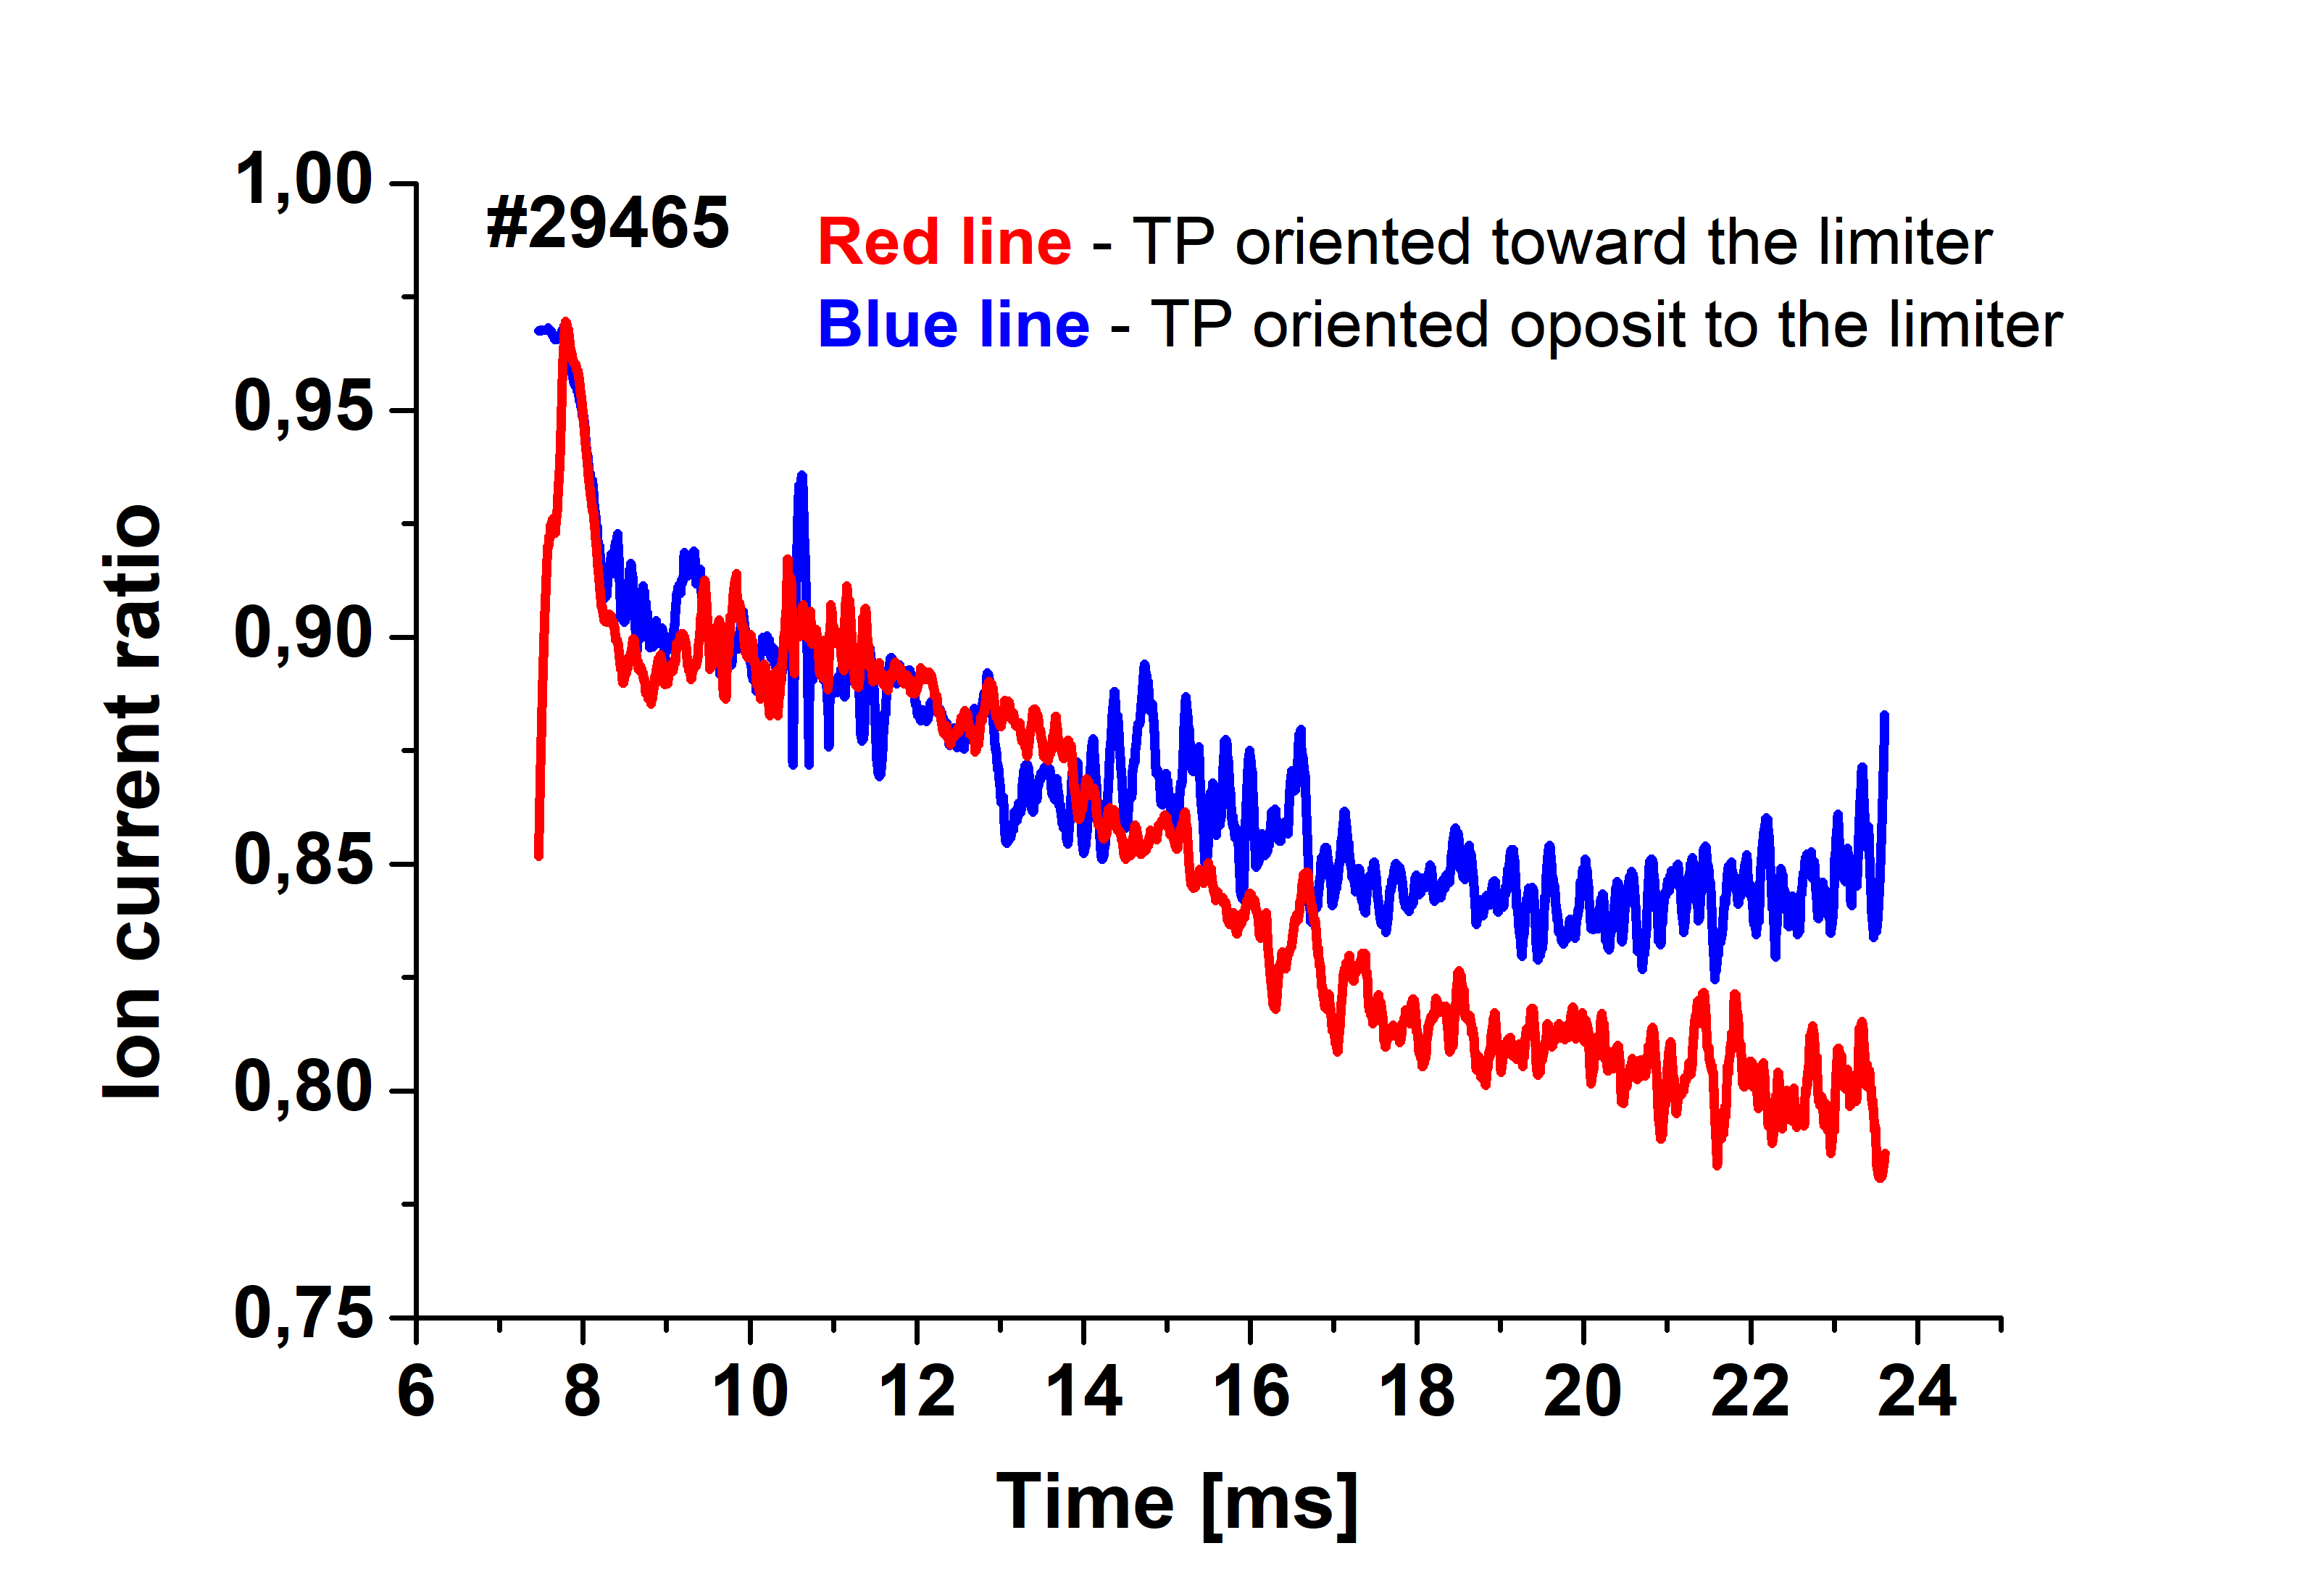 1,00
#29465
Red line - TP oriented toward the limiter
Blue line - TP oriented oposit to the limiter
0,95
0,90
0,85
0,80
0,75
Ion current ratio
6 8 10 12 14 16 18 20 22 24
Time [ms]